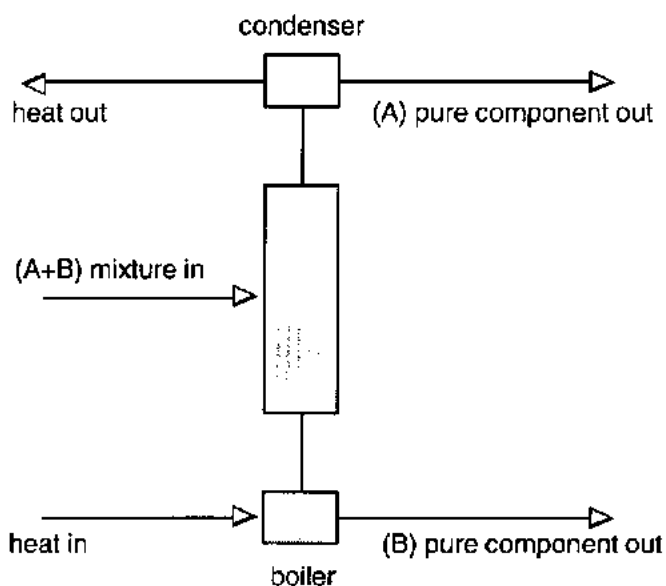 condenser
heat out
(A) pure component out
(A+B) mixture in
heat in
(B) pure component out
boiler